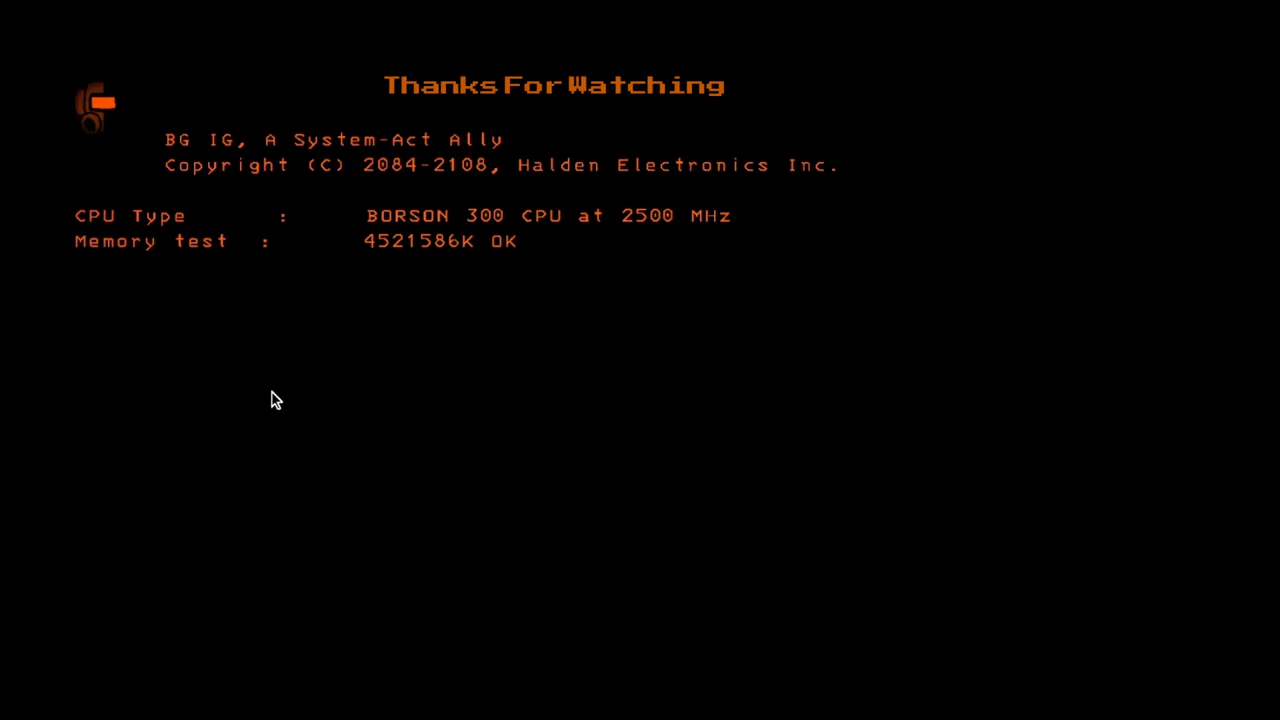 Thanks For Watching
BG IG, A System-Act Ally
Copyright (C) 2084-2108, Halden Electronics Inc.
CPU Type : BORSON 300 CPU at 2500 MHz
Memory test : 4521586K OK